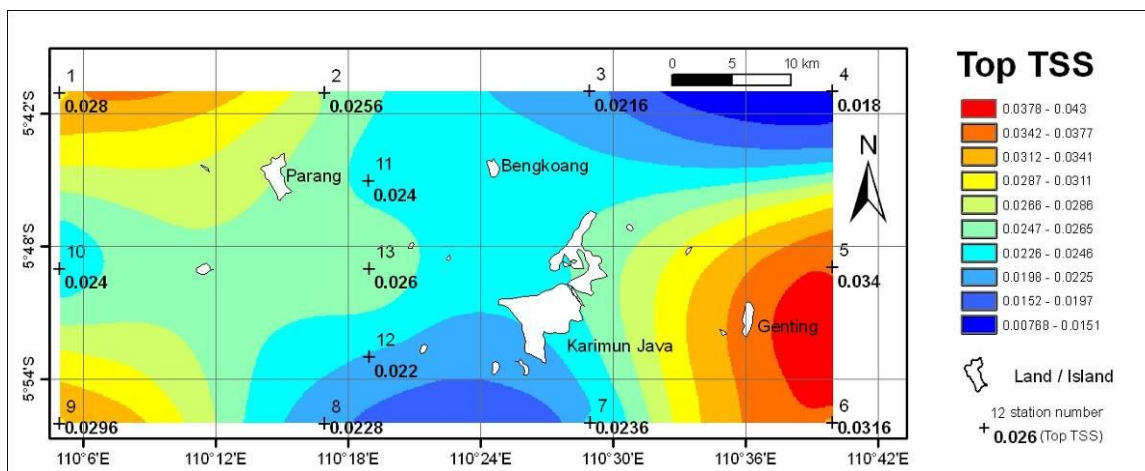 1
2
3
4
0 5 10 km
0.028
0.0256
0.0216
0.018
5°42'S
Parang
11
0.024
Bengkoang
N
5°48'S
10
0.024
13
0.026
5
0.034
12
0.022
Karimun Java
Genting
5°54'S
9
0.0296
8
0.0228
7
0.0236
6
0.0316
110°6'E 110°12'E 110°18'E 110°24'E 110°30'E 110°36'E 110°42'E
Top TSS
0.0378 - 0.043
0.0342 - 0.0377
0.0312 - 0.0341
0.0287 - 0.0311
0.0266 - 0.0286
0.0247 - 0.0265
0.0226 - 0.0246
0.0198 - 0.0225
0.0152 - 0.0197
0.00768 - 0.0151
Land / Island
12 station number
0.026 (Top TSS)